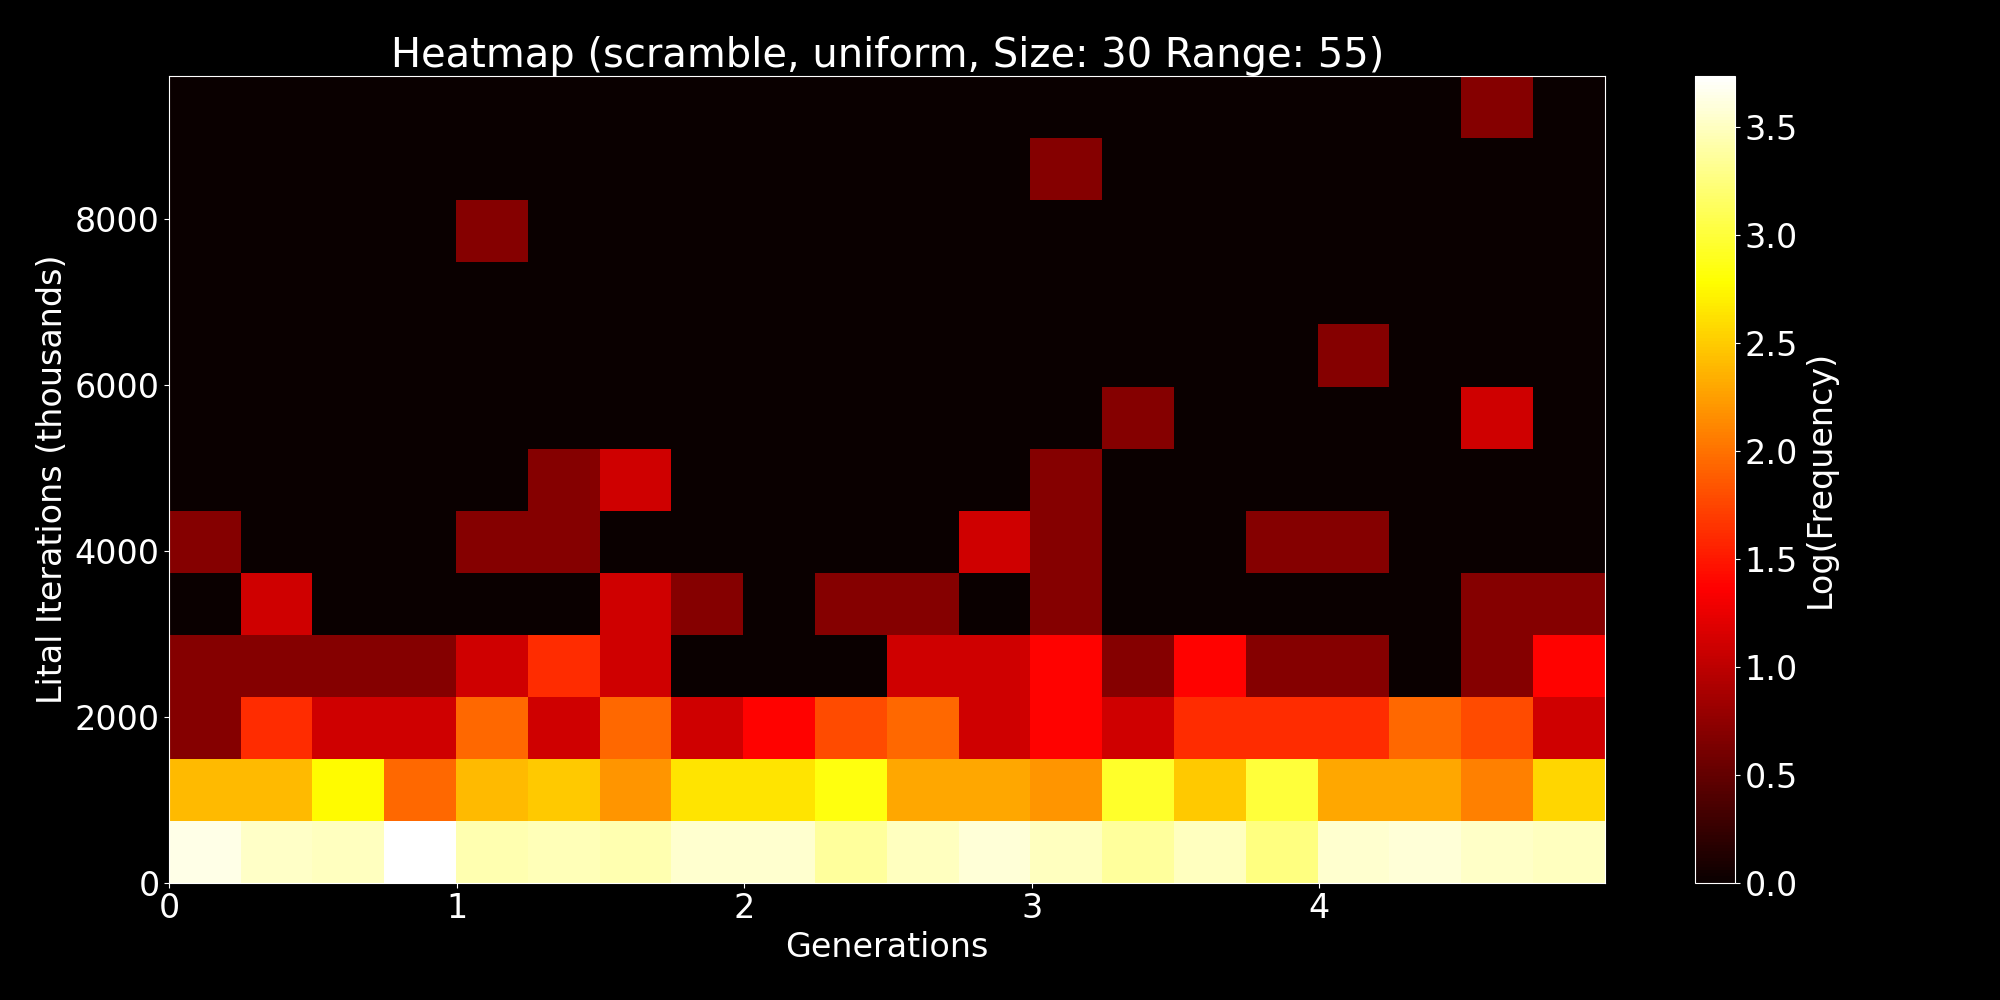 Heatmap (scramble, uniform, Size: 30 Range: 55)
Lital Iterations (thousands)
8000
6000
4000
2000
0
0 1 2 3 4
Generations
3.5
3.0
2.5
2.0
1.5
1.0
0.5
0.0
Log(Frequency)